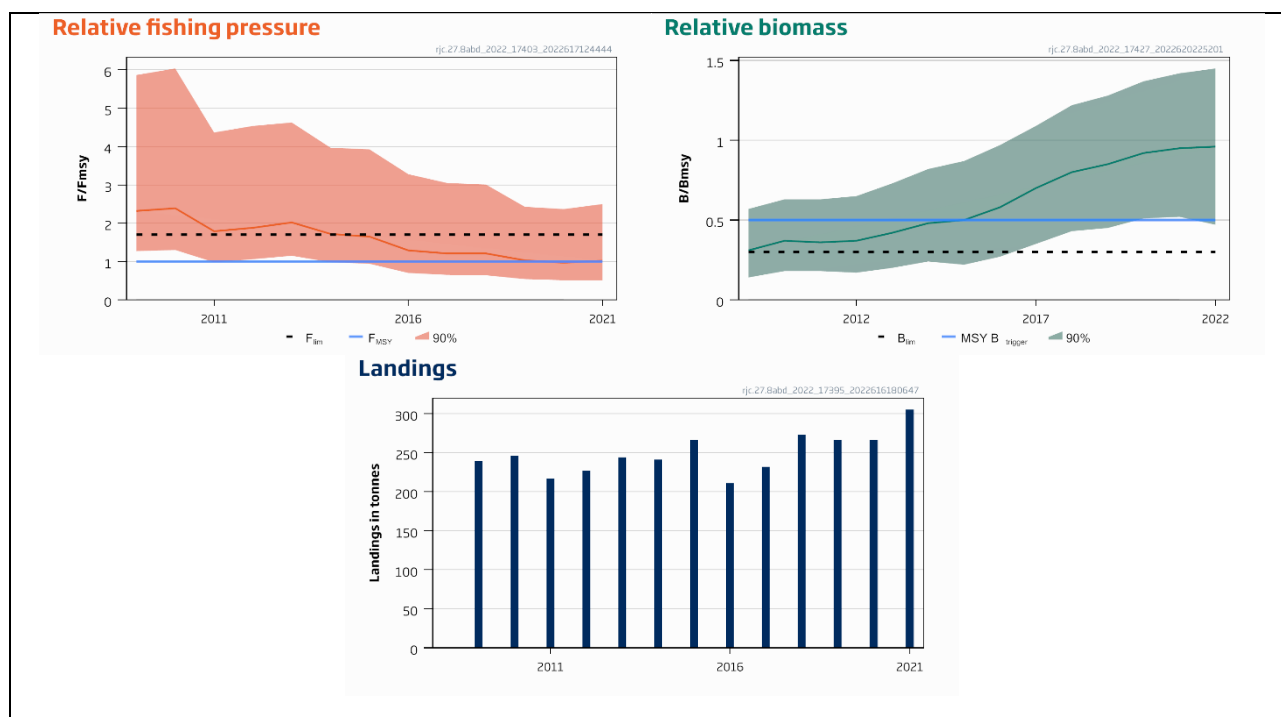 Relative fishing pressure
rjc.27.8abd_2022_17403_2022617124444
F/Fmsy
6
5
4
3
2
1
0
2011 2016 2021
Flim FMSY 90%
Relative biomass
rjc.27.8abd_2022_17427_2022620225201
B/Bmsy
1.5
1
0.5
0
2012 2017 2022
Blim MSY B trigger 90%
Landings
rjc.27.8abd_2022_17395_2022616180647
Landings in tonnes
300
250
200
150
100
50
0
2011 2016 2021